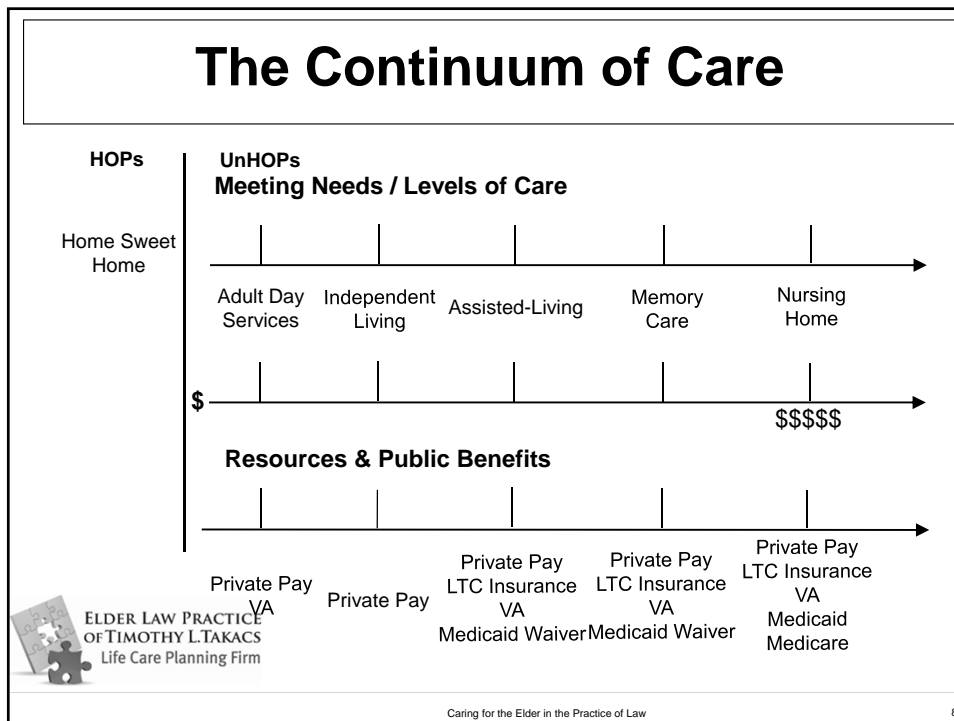 The Continuum of Care
HOPs
UnHOPs
Meeting Needs / Levels of Care
Home Sweet
Home
Adult Day
Services
Independent
Living
Assisted-Living
Memory
Care
Nursing
Home
$
$$$$$
Resources & Public Benefits
Private Pay
VA
Private Pay
Private Pay
LTC Insurance
VA
Medicaid Waiver
Private Pay
LTC Insurance
VA
Medicaid Waiver
Private Pay
LTC Insurance
VA
Medicaid
Medicare
ELDER LAW PRACTICE
OF TIMOTHY L. TAKACS
Life Care Planning Firm
Caring for the Elder in the Practice of Law
8